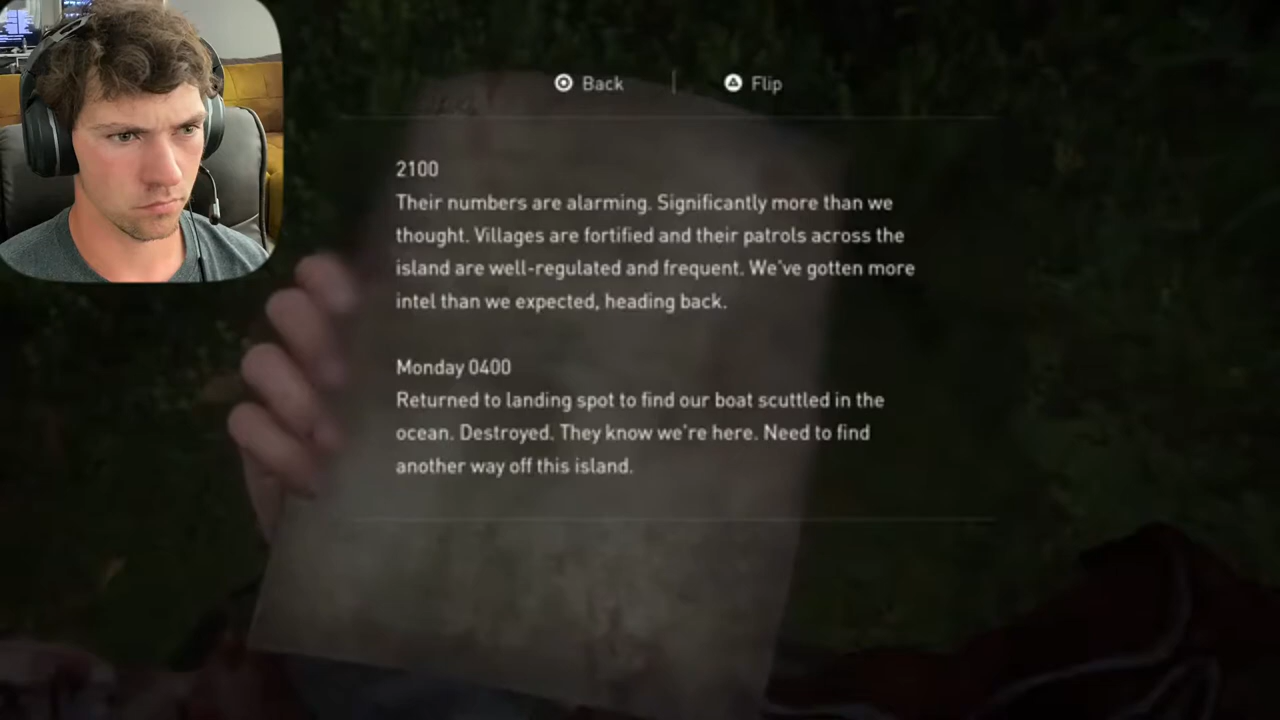 Back | Flip
2100
Their numbers are alarming. Significantly more than we
thought. Villages are fortified and their patrols across the
island are well-regulated and frequent. We've gotten more
intel than we expected, heading back.
Monday 0400
Returned to landing spot to find our boat scuttled in the
ocean. Destroyed. They know we're here. Need to find
another way off this island.